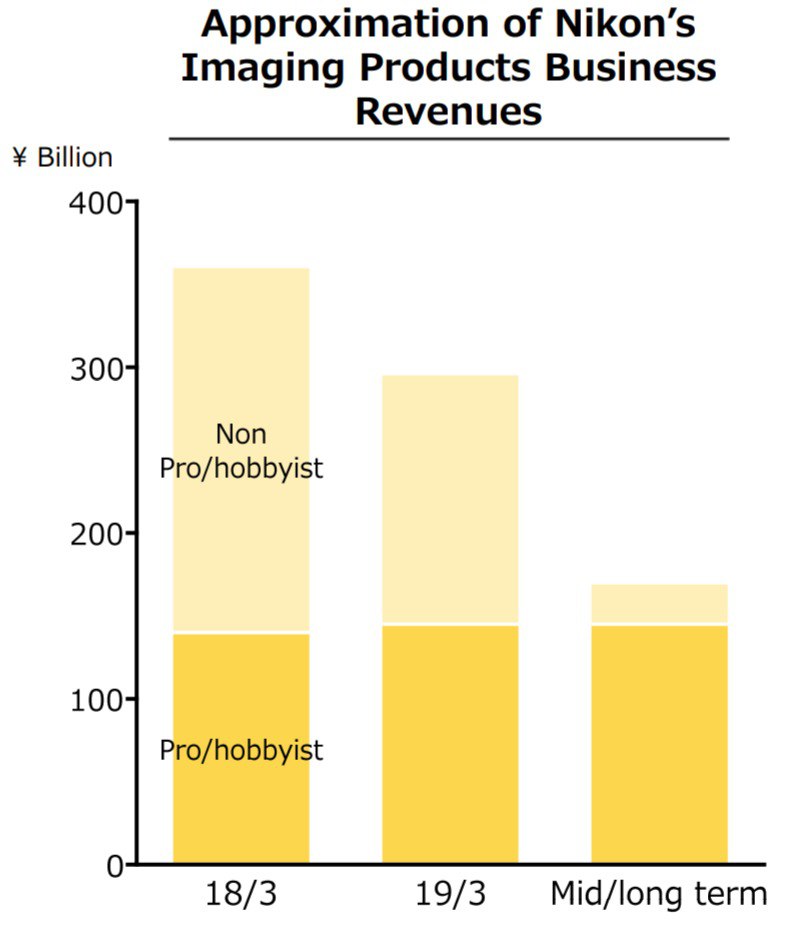 Approximation of Nikon’s
Imaging Products Business
Revenues
¥ Billion
400
300
200
100
0
Non
Pro/hobbyist
Pro/hobbyist
18/3
19/3
Mid/long term